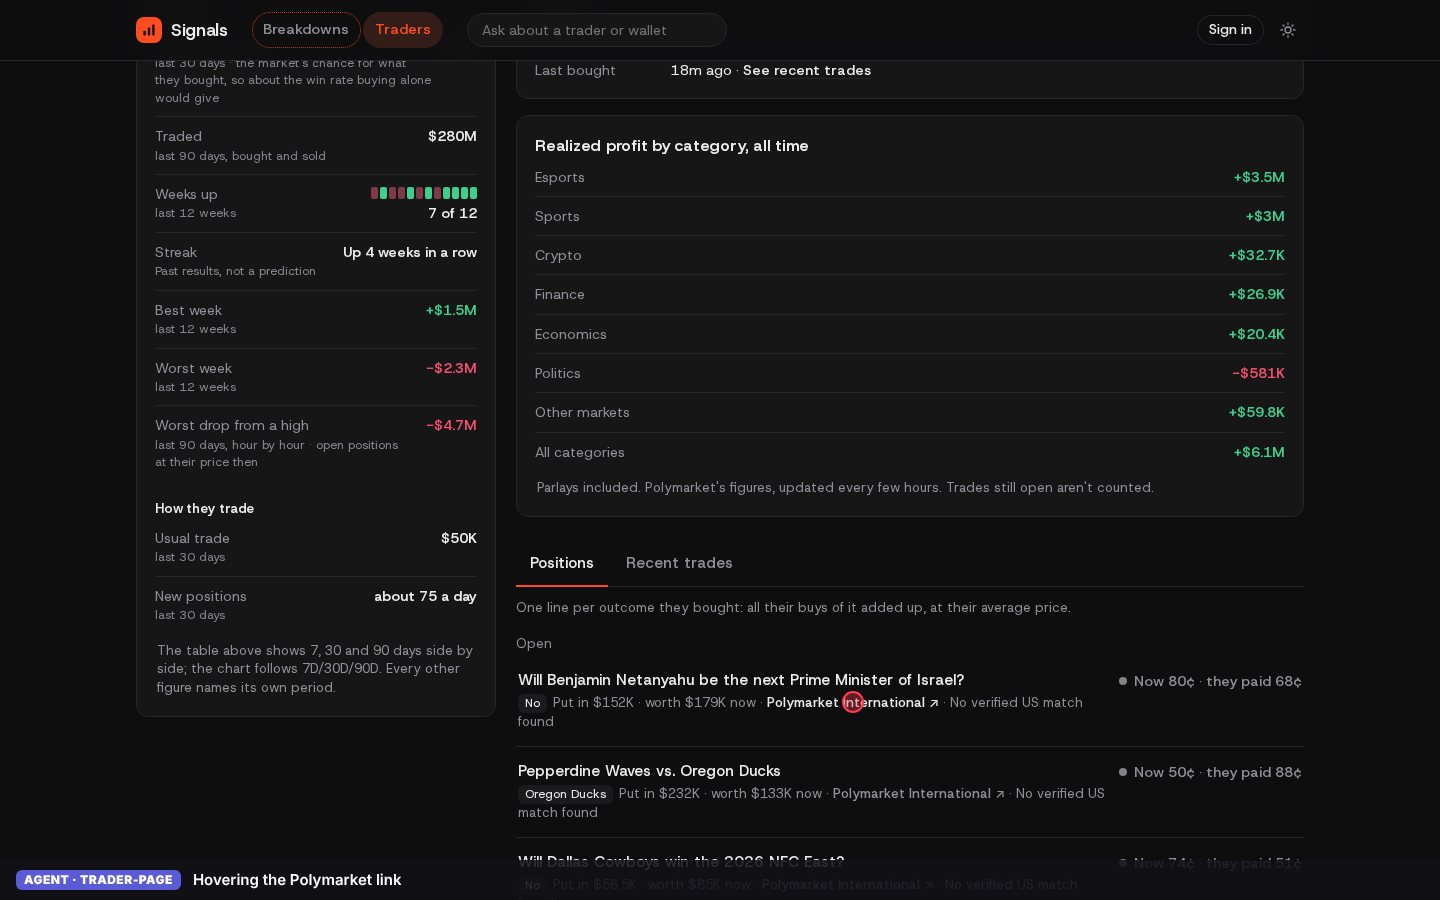 Signals
Breakdowns
Traders
Ask about a trader or wallet
Sign in
last 30 days · the market's chance for what
they bought, so about the win rate buying alone
would give
Traded
$280M
last 90 days, bought and sold
Weeks up
last 12 weeks
7 of 12
Streak
Up 4 weeks in a row
Past results, not a prediction
Best week
+$1.5M
last 12 weeks
Worst week
-$2.3M
last 12 weeks
Worst drop from a high
-$4.7M
last 90 days, hour by hour · open positions
at their price then
How they trade
Usual trade
$50K
last 30 days
New positions
about 75 a day
last 30 days
The table above shows 7, 30 and 90 days side by
side; the chart follows 7D/30D/90D. Every other
figure names its own period.
Last bought
18m ago · See recent trades
Realized profit by category, all time
Esports
+$3.5M
Sports
+$3M
Crypto
+$32.7K
Finance
+$26.9K
Economics
+$20.4K
Politics
-$581K
Other markets
+$59.8K
All categories
+$6.1M
Parlays included. Polymarket's figures, updated every few hours. Trades still open aren't counted.
Positions
Recent trades
One line per outcome they bought: all their buys of it added up, at their average price.
Open
Will Benjamin Netanyahu be the next Prime Minister of Israel?
Now 80¢ · they paid 68¢
No Put in $152K · worth $179K now · Polymarket International ↗ · No verified US match
found
Pepperdine Waves vs. Oregon Ducks
Now 50¢ · they paid 88¢
Oregon Ducks Put in $232K · worth $133K now · Polymarket International ↗ · No verified US
match found
Will Dallas Cowboys win the 2026 NFC East?
Now 74¢ · they paid 51¢
No Put in $58.5K · worth $85K now · Polymarket International ↗ · No verified US match
AGENT · TRADER-PAGE
Hovering the Polymarket link